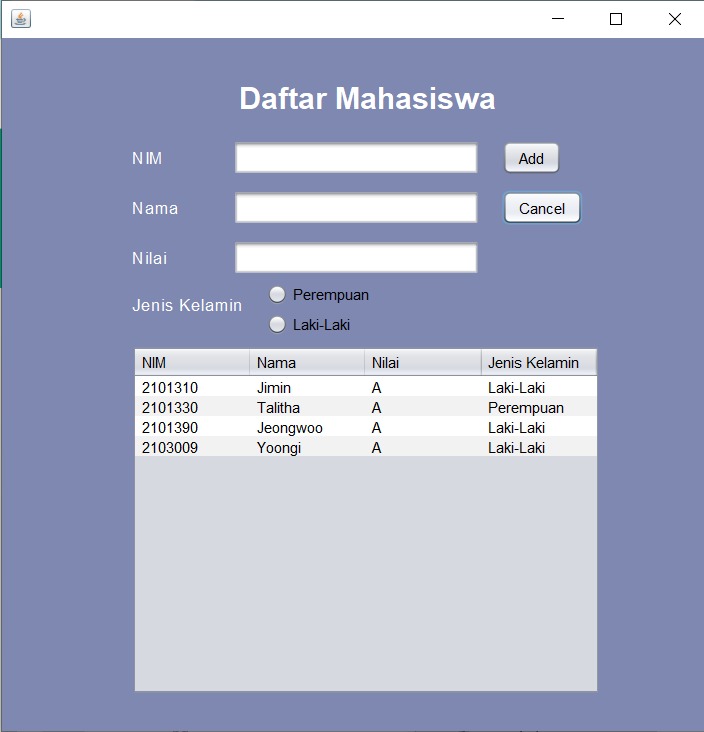 Daftar Mahasiswa
NIM Add
Nama Cancel
Nilai
Jenis Kelamin
Perempuan
Laki-Laki
NIM Nama Nilai Jenis Kelamin
2101310 Jimin A Laki-Laki
2101330 Talitha A Perempuan
2101390 Jeongwoo A Laki-Laki
2103009 Yoongi A Laki-Laki